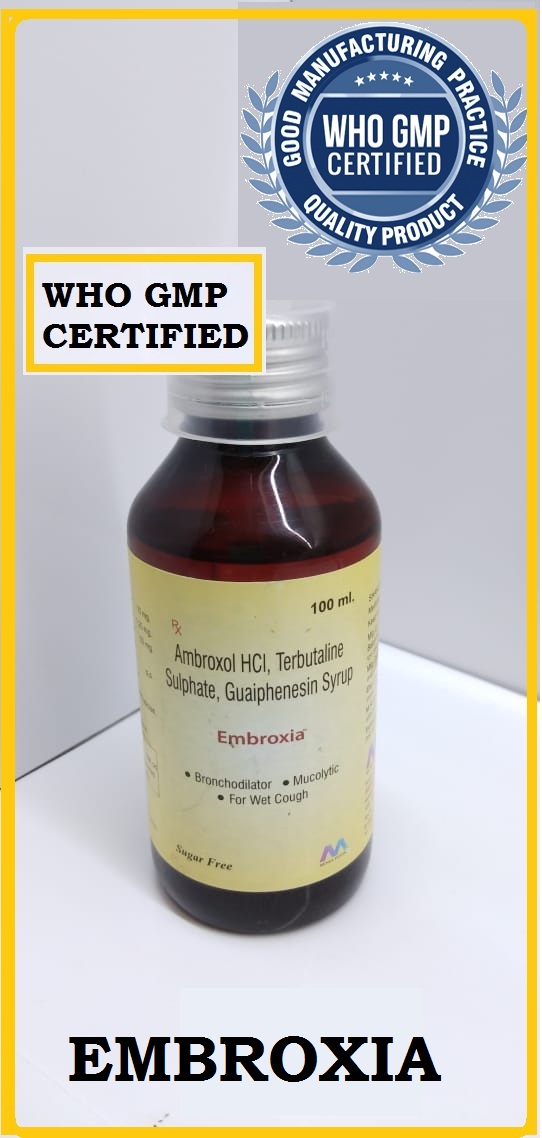 GOOD MANUFACTURING PRACTICE
WHO GMP
CERTIFIED
QUALITY PRODUCT
WHO GMP
CERTIFIED
100 ml.
Rx
Ambroxol HCl, Terbutaline
Sulphate, Guaiphenesin Syrup
Embroxia
• Bronchodilator • Mucolytic
• For Wet Cough
Sugar Free
EMBROXIA